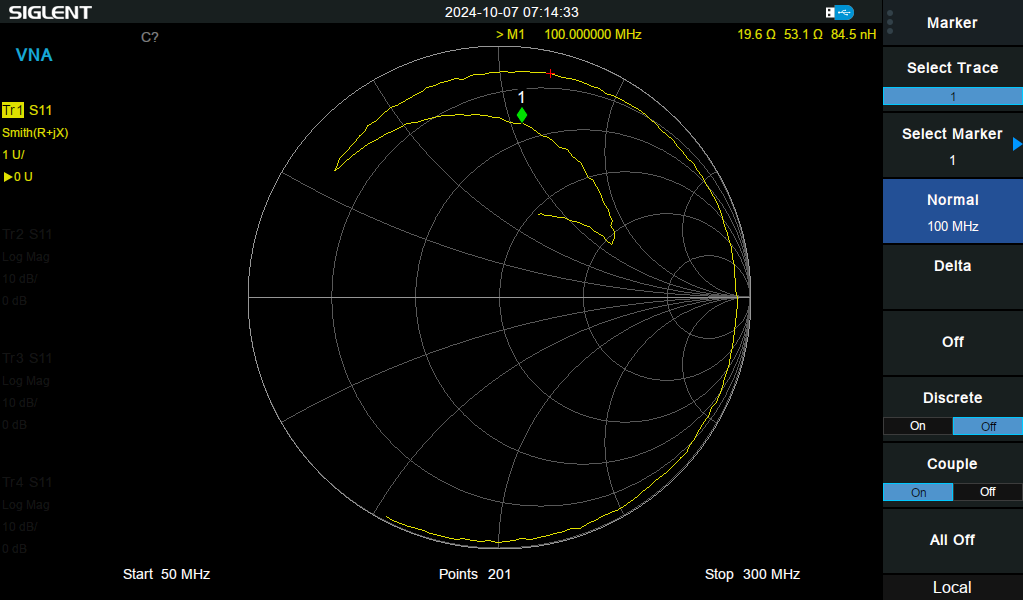 SIGLENT
2024-10-07 07:14:33
C?
> M1 100.000000 MHz 19.6 Ω 53.1 Ω 84.5 nH
VNA
Tr1 S11
Smith(R+jX)
1 U/
▶0 U
1
Tr2 S11
Log Mag
10 dB/
0 dB
Tr3 S11
Log Mag
10 dB/
0 dB
Tr4 S11
Log Mag
10 dB/
0 dB
Start 50 MHz Points 201 Stop 300 MHz
Marker
Select Trace
1
Select Marker
1
Normal
100 MHz
Delta
Off
Discrete
On Off
Couple
On Off
All Off
Local